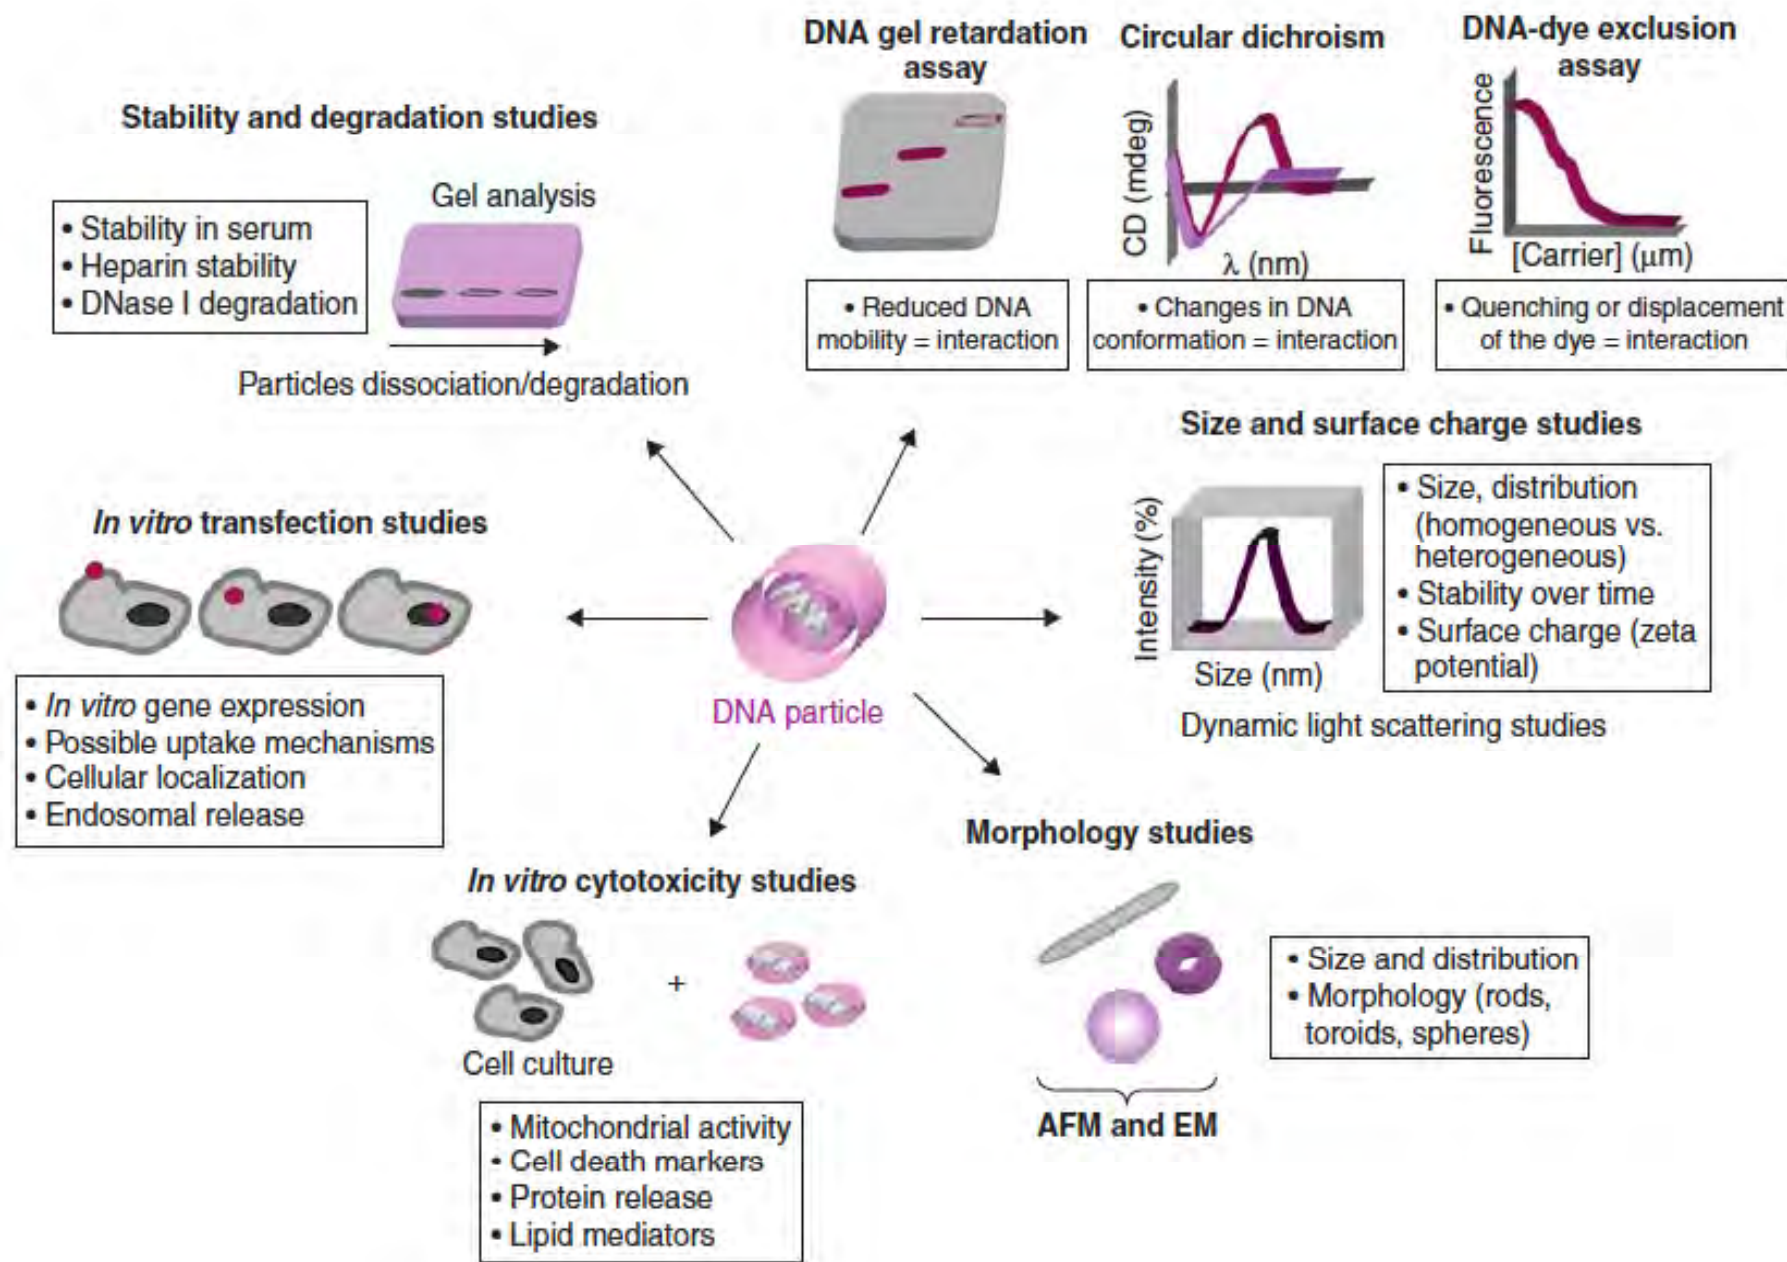 DNA gel retardation
assay
• Reduced DNA
mobility = interaction
Circular dichroism
CD (mdeg)
λ (nm)
• Changes in DNA
conformation = interaction
DNA-dye exclusion
assay
Fluorescence
[Carrier] (μm)
• Quenching or displacement
of the dye = interaction
Stability and degradation studies
Gel analysis
• Stability in serum
• Heparin stability
• DNase I degradation
Particles dissociation/degradation
Size and surface charge studies
Intensity (%)
Size (nm)
• Size, distribution
(homogeneous vs.
heterogeneous)
• Stability over time
• Surface charge (zeta
potential)
Dynamic light scattering studies
In vitro transfection studies
• In vitro gene expression
• Possible uptake mechanisms
• Cellular localization
• Endosomal release
DNA particle
Morphology studies
• Size and distribution
• Morphology (rods,
toroids, spheres)
AFM and EM
In vitro cytotoxicity studies
+
Cell culture
• Mitochondrial activity
• Cell death markers
• Protein release
• Lipid mediators